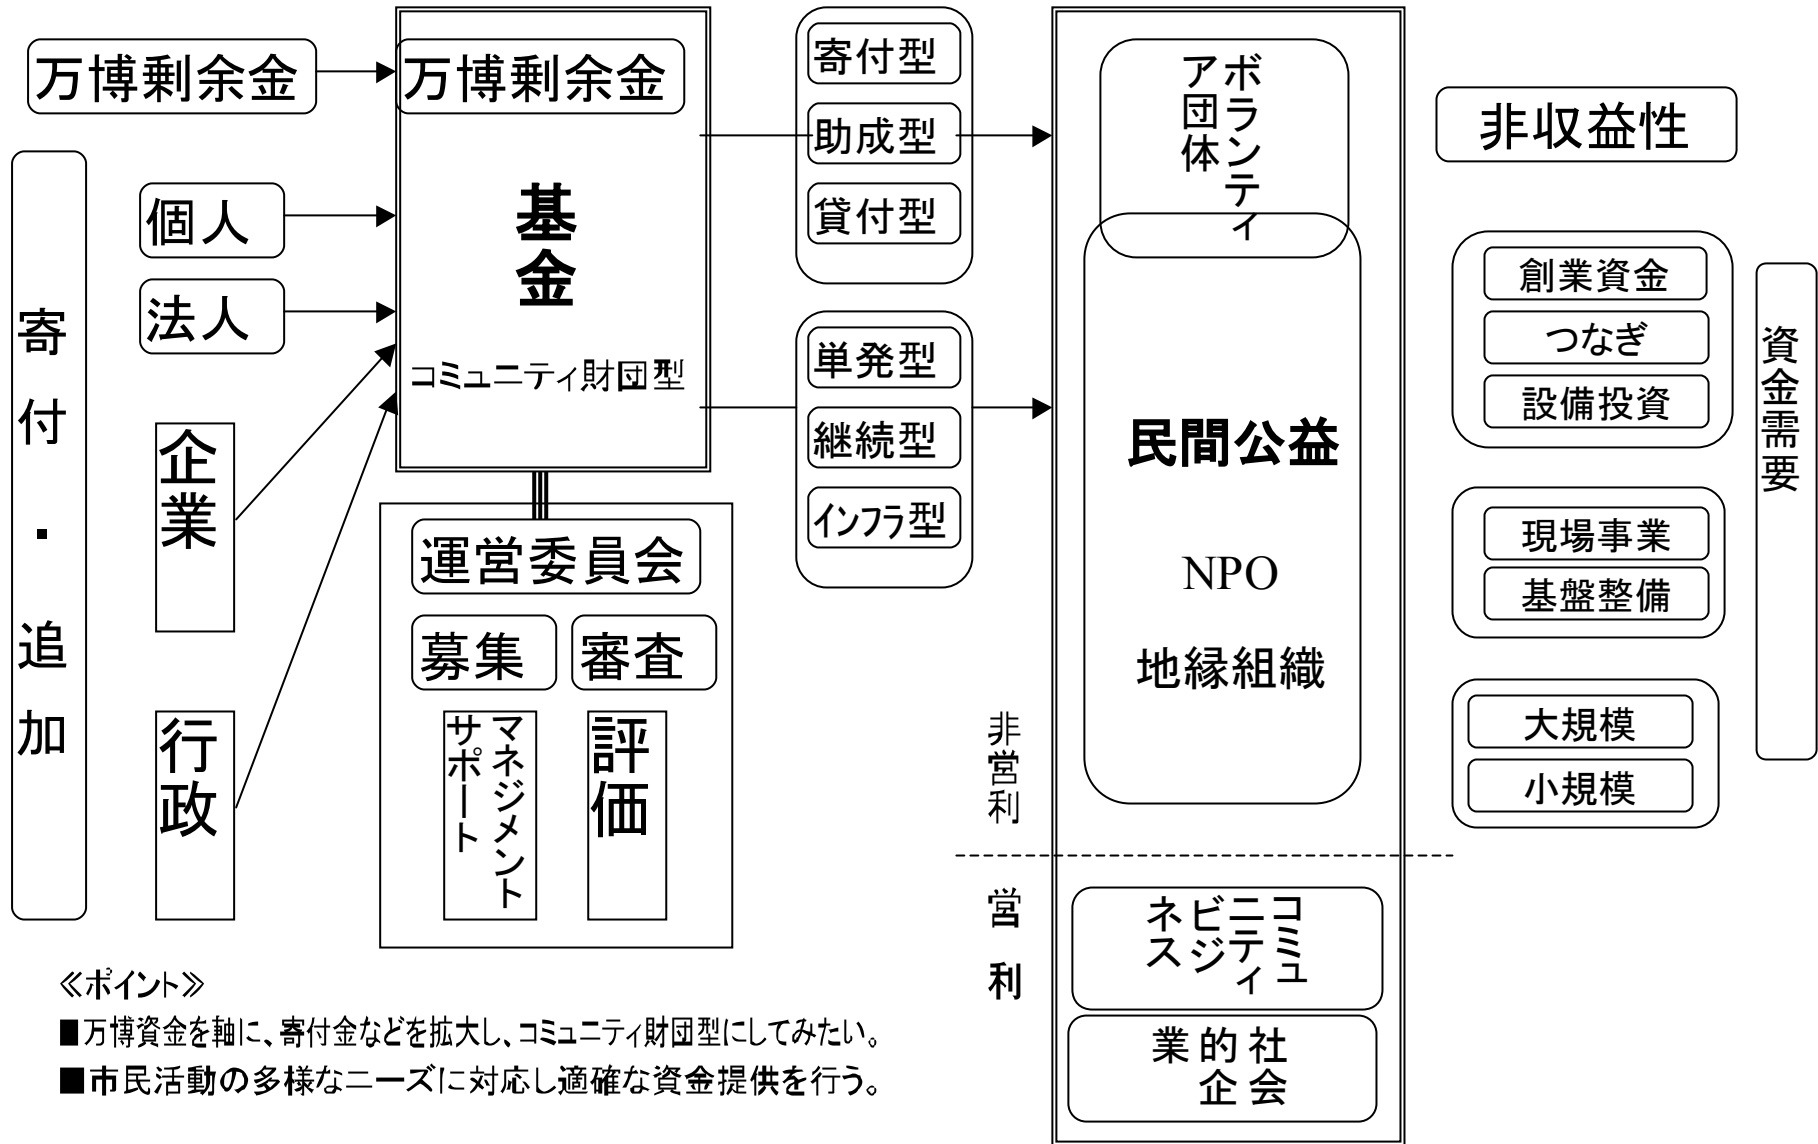 万博剰余金
寄付・追加
個人
法人
企業
行政
万博剰余金
基金
コミュニティ財団型
運営委員会
募集
審査
マネジメント
サポート
評価
寄付型
助成型
貸付型
単発型
継続型
インフラ型
ボランティ
ア団体
民間公益
NPO
地縁組織
非営利
営利
コミュ
ニティ
ビジ
ネス
社会
的企
業
非収益性
創業資金
つなぎ
設備投資
現場事業
基盤整備
大規模
小規模
資金需要
≪ポイント≫
■万博資金を軸に、寄付金などを拡大し、コミュニティ財団型にしてみたい。
■市民活動の多様なニーズに対応し適確な資金提供を行う。